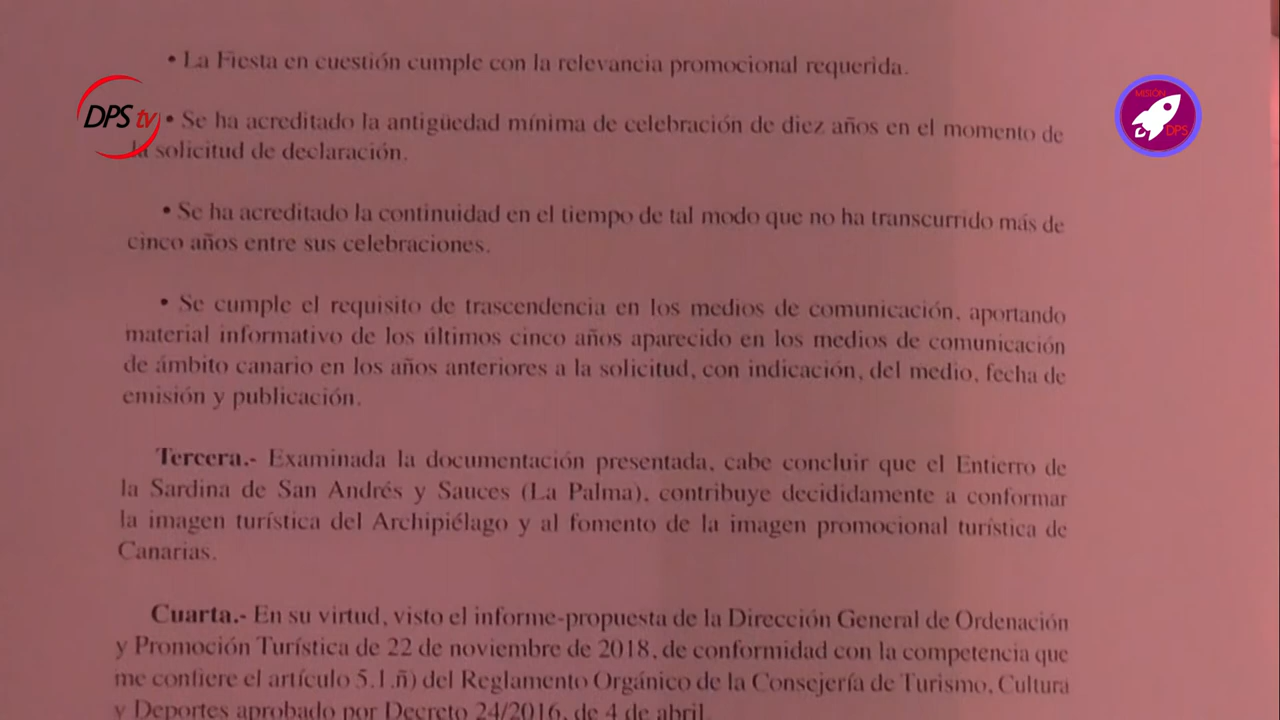 • La Fiesta en cuestión cumple con la relevancia promocional requerida.
DPS tv
MISIÓN
DPS
• Se ha acreditado la antigüedad mínima de celebración de diez años en el momento de
la solicitud de declaración.
• Se ha acreditado la continuidad en el tiempo de tal modo que no ha transcurrido más de
cinco años entre sus celebraciones.
• Se cumple el requisito de trascendencia en los medios de comunicación, aportando
material informativo de los últimos cinco años aparecido en los medios de comunicación
de ámbito canario en los años anteriores a la solicitud, con indicación, del medio, fecha de
emisión y publicación.
Tercera.- Examinada la documentación presentada, cabe concluir que el Entierro de
la Sardina de San Andrés y Sauces (La Palma), contribuye decididamente a conformar
la imagen turística del Archipiélago y al fomento de la imagen promocional turística de
Canarias.
Cuarta.- En su virtud, visto el informe-propuesta de la Dirección General de Ordenación
y Promoción Turística de 22 de noviembre de 2018, de conformidad con la competencia que
me confiere el artículo 5.1.ñ) del Reglamento Orgánico de la Consejería de Turismo, Cultura
y Deportes aprobado por Decreto 24/2016, de 4 de abril,